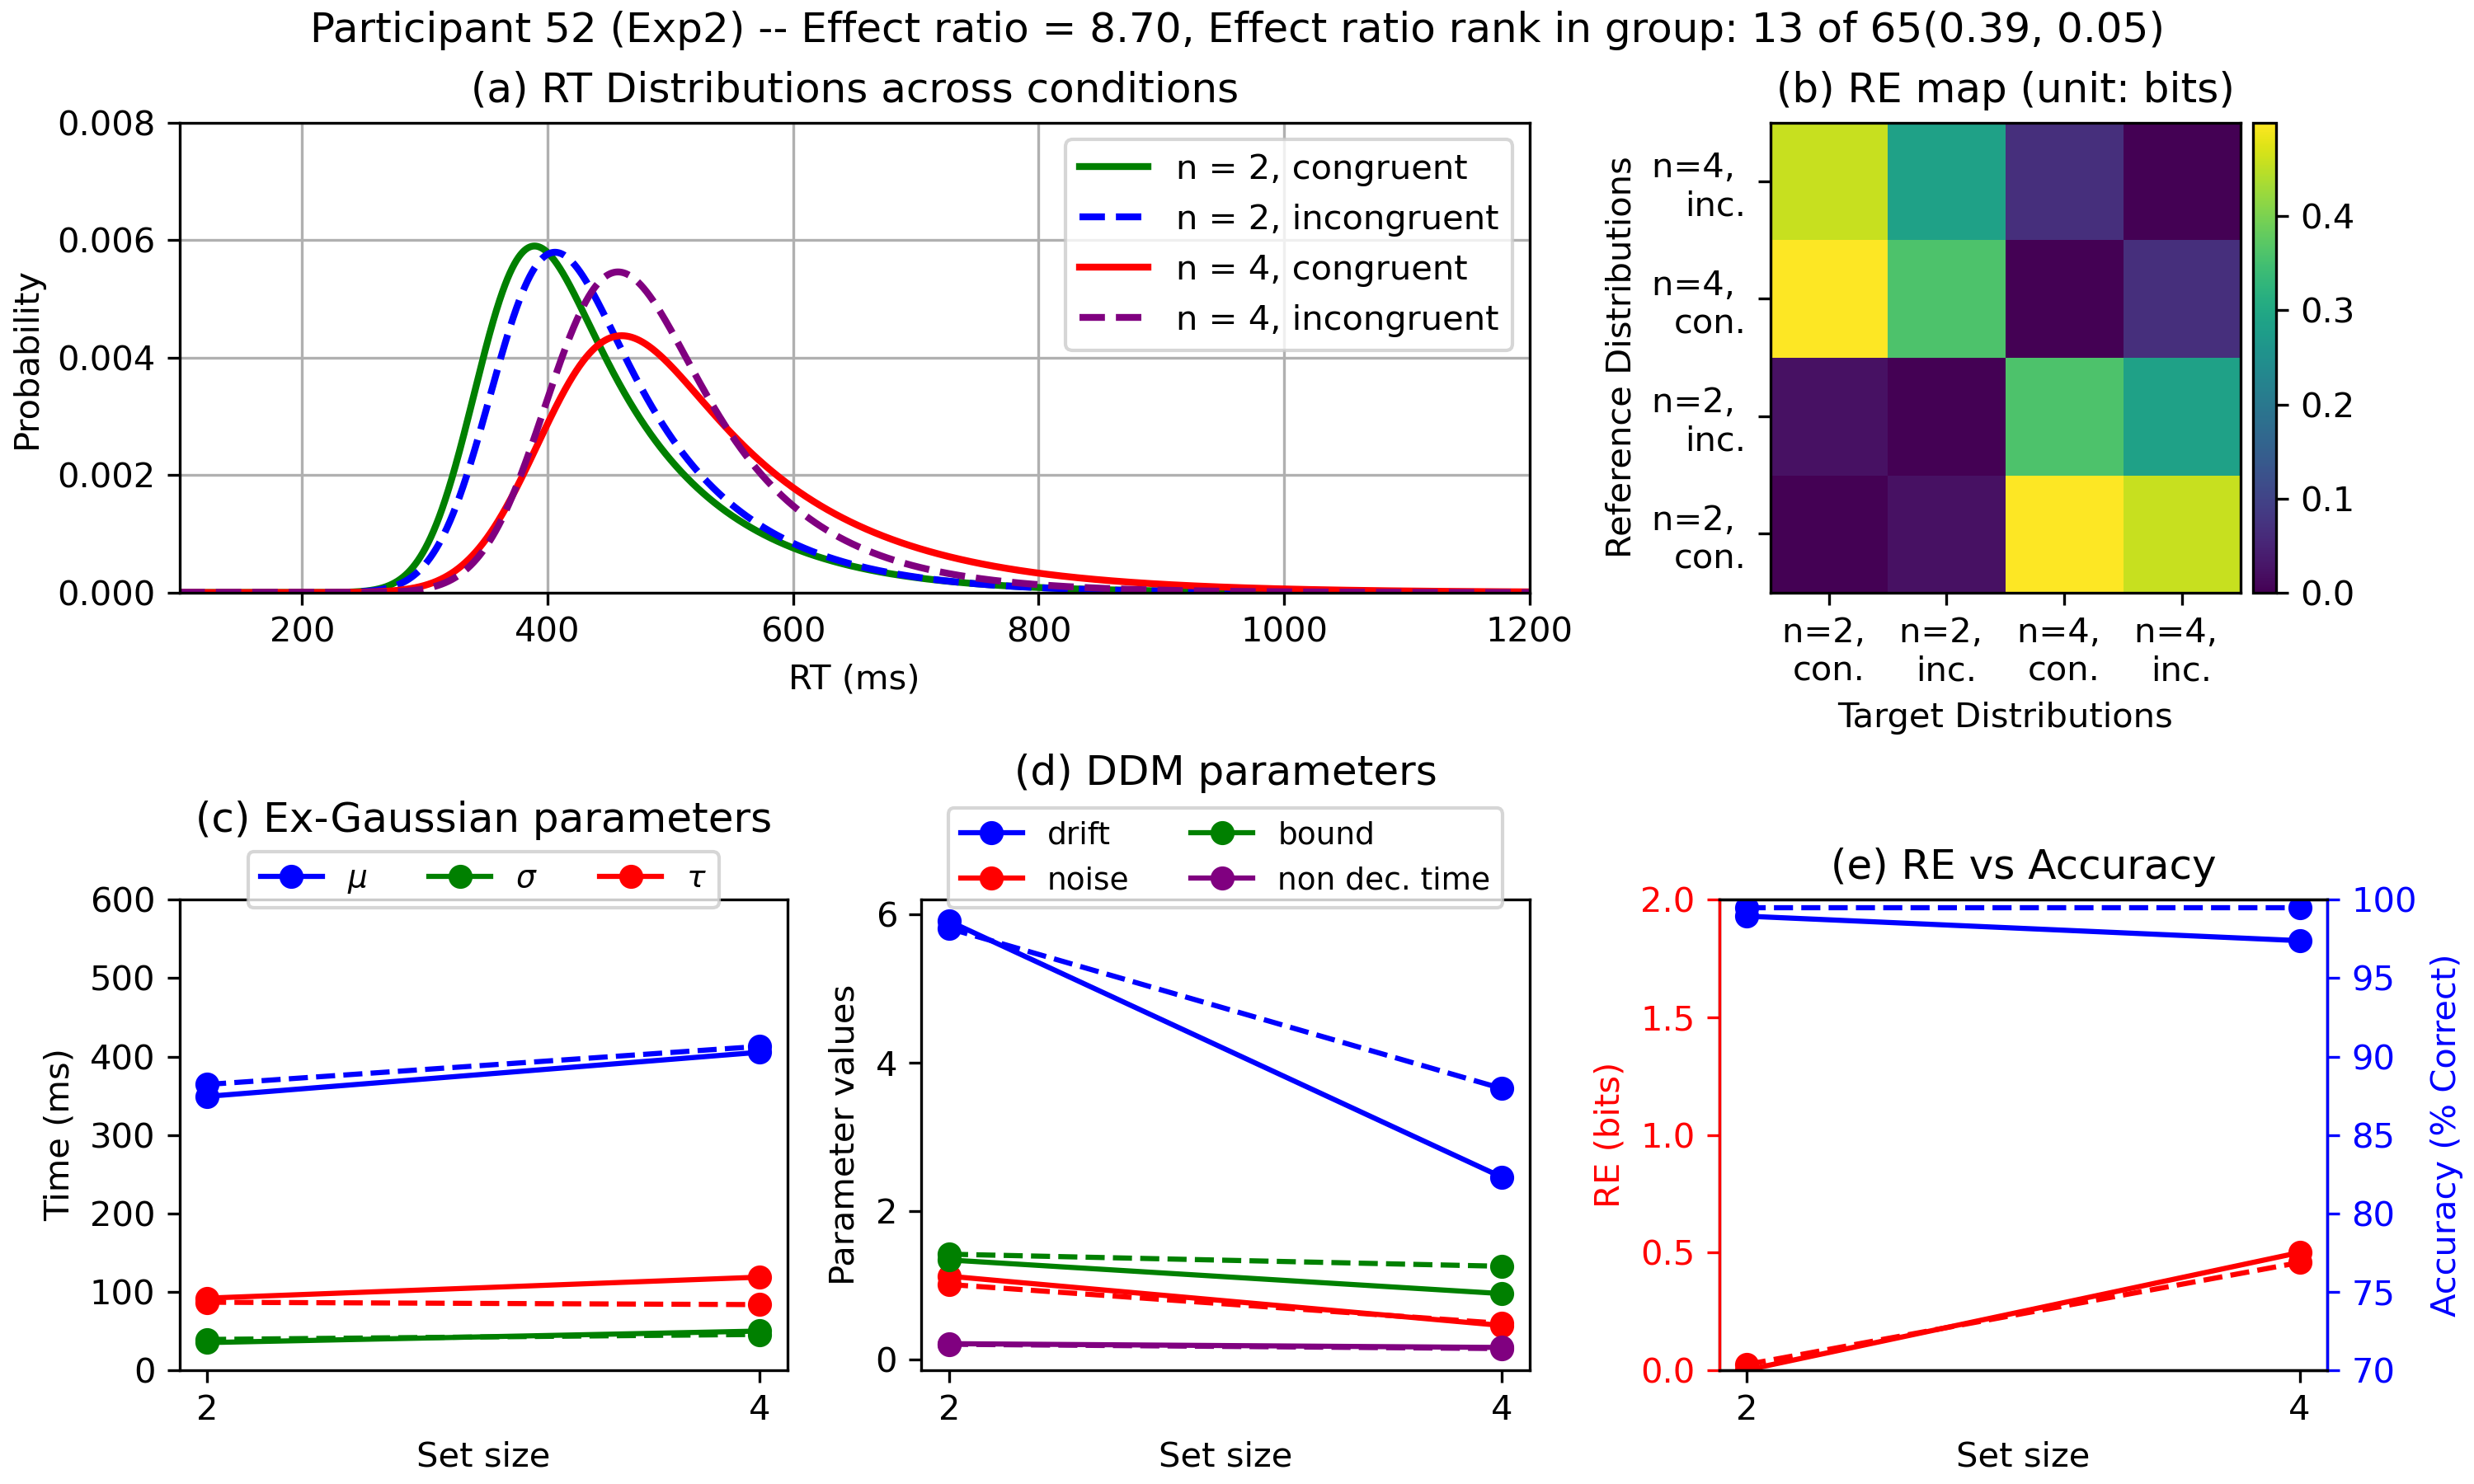 Participant 52 (Exp2) -- Effect ratio = 8.70, Effect ratio rank in group: 13 of 65(0.39, 0.05)
(a) RT Distributions across conditions
0.008
0.006
0.004
0.002
0.000
Probability
200
400
600
800
1000
1200
RT (ms)
n = 2, congruent
n = 2, incongruent
n = 4, congruent
n = 4, incongruent
(b) RE map (unit: bits)
Reference Distributions
n=4,
inc.
n=4,
con.
n=2,
inc.
n=2,
con.
n=2,
con.
n=2,
inc.
n=4,
con.
n=4,
inc.
Target Distributions
0.4
0.3
0.2
0.1
0.0
(c) Ex-Gaussian parameters
μ
σ
τ
600
500
400
300
200
100
0
Time (ms)
2
4
Set size
(d) DDM parameters
drift
bound
noise
non dec. time
6
4
2
0
Parameter values
2
4
Set size
(e) RE vs Accuracy
2.0
1.5
1.0
0.5
0.0
RE (bits)
100
95
90
85
80
75
70
Accuracy (% Correct)
2
4
Set size